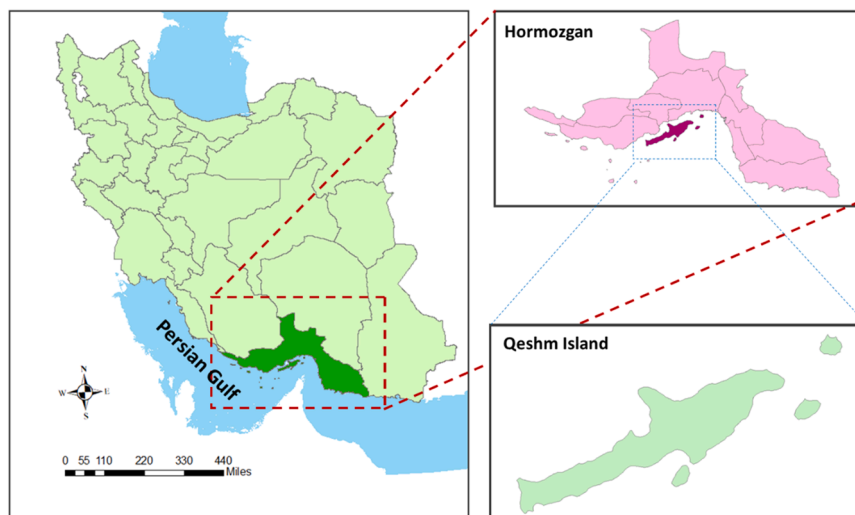 Persian Gulf
N
W
E
S
0 55 110 220 330 440
Miles
Hormozgan
Qeshm Island